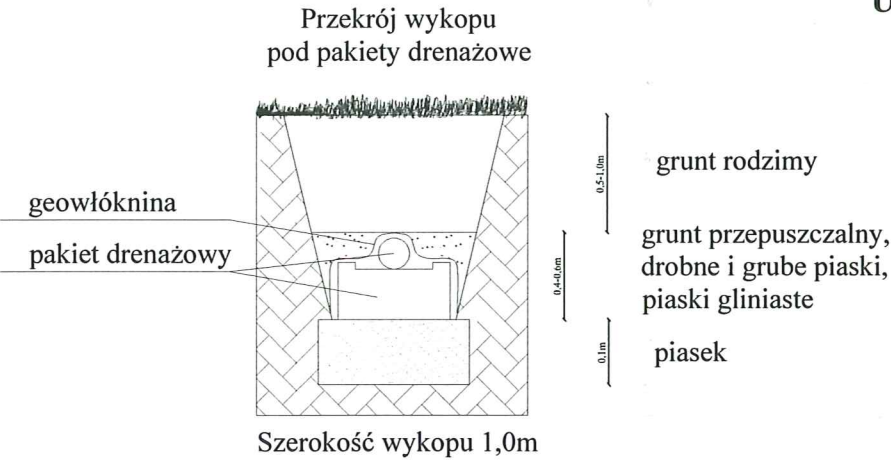 Przekrój wykopu
pod pakiety drenażowe
geowłóknina
pakiet drenażowy
0,5-1,0m
grunt rodzimy
0,4-0,6m
grunt przepuszczalny,
drobne i grube piaski,
piaski gliniaste
0,1m
piasek
Szerokość wykopu 1,0m